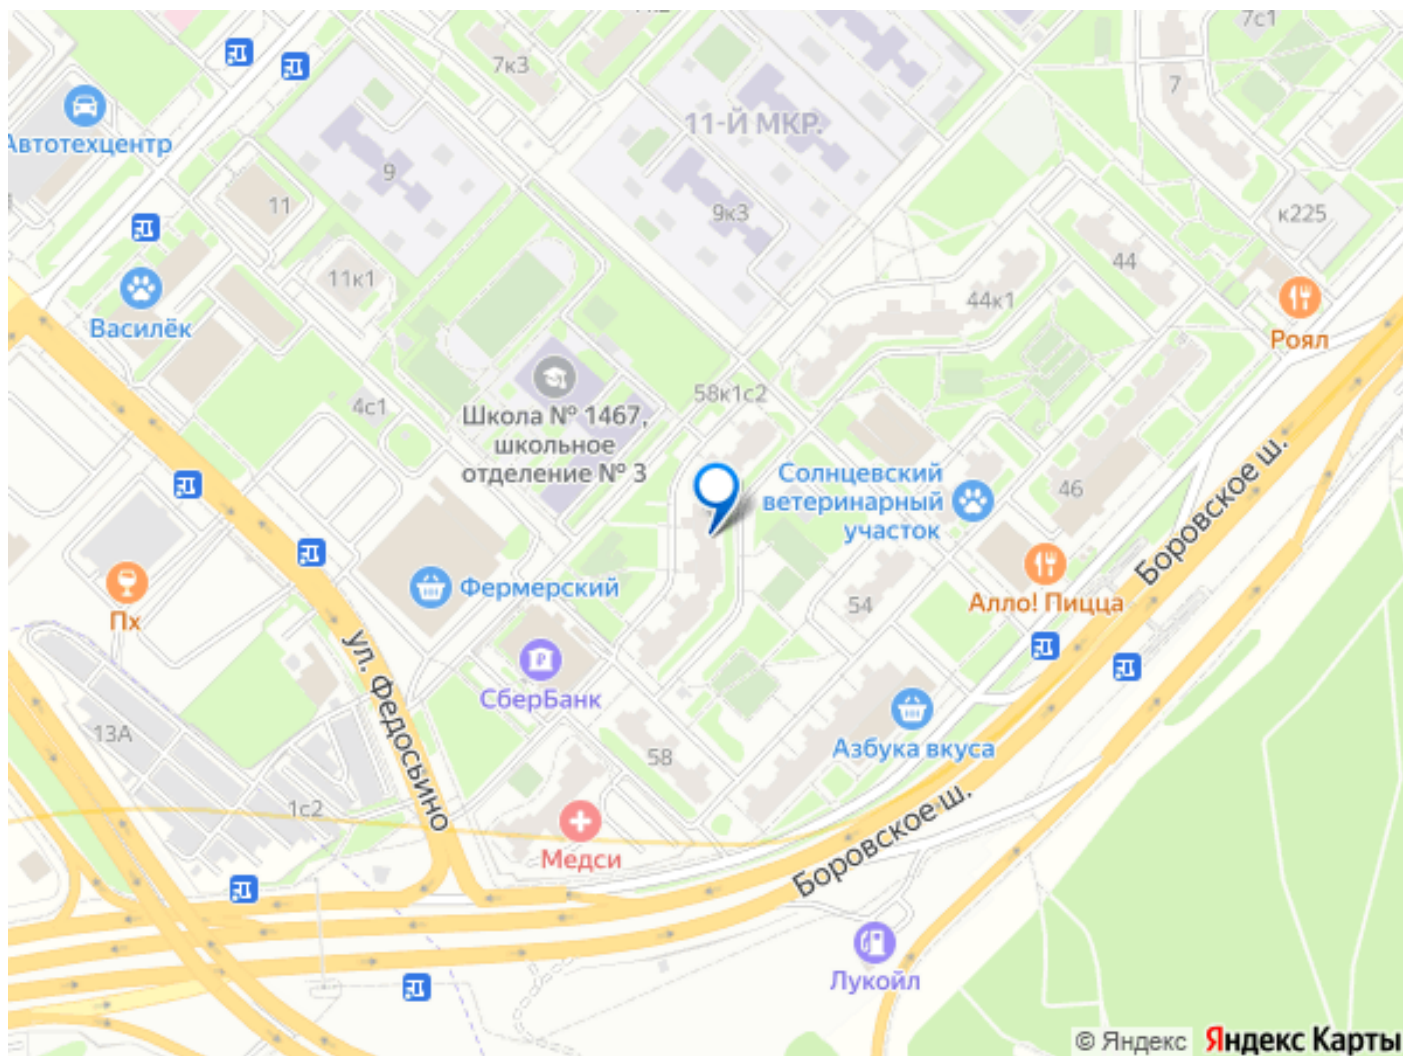 7с1
7к3
7
11-Й МКР.
Автотехцентр
9
11
9к3
к225
44
11к1
44к1
Василёк
Роял
58к1с2
4с1
Школа № 1467,
школьное
отделение № 3
Солнцевский
ветеринарный
участок
46
Боровское ш.
Фермерский
Алло! Пицца
54
Пх
ул. Федосьино
СберБанк
13А
58
Азбука вкуса
1с2
Боровское ш.
Медси
Лукойл
© Яндекс
Яндекс Карты